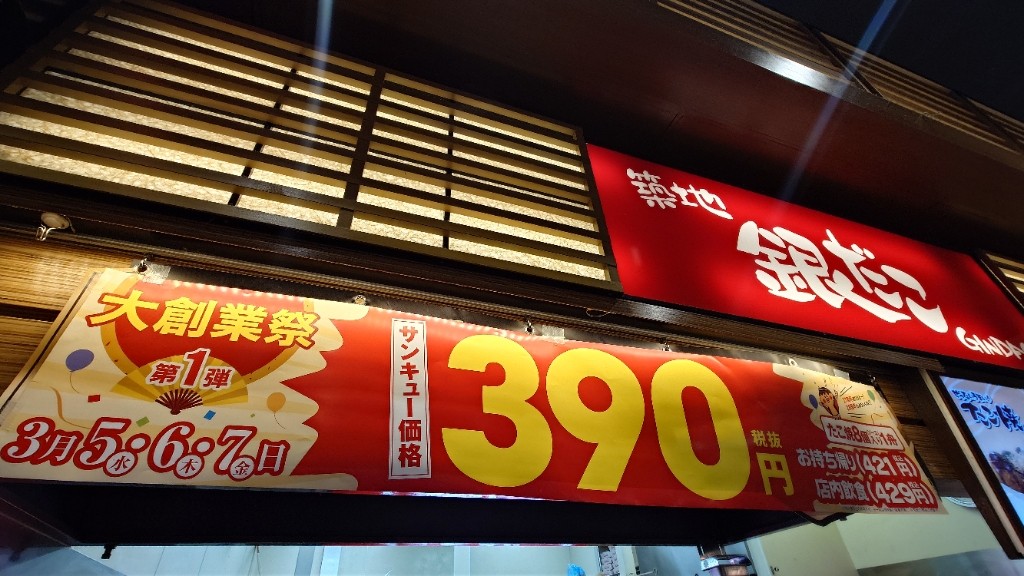 築地
銀だこ
大創業祭
第1弾
3月5(水)・6(木)・7(金)日
サンキュー価格
390円
税抜
たこ焼8個入り1舟
お持ち帰り(421円)
店内飲食(429円)